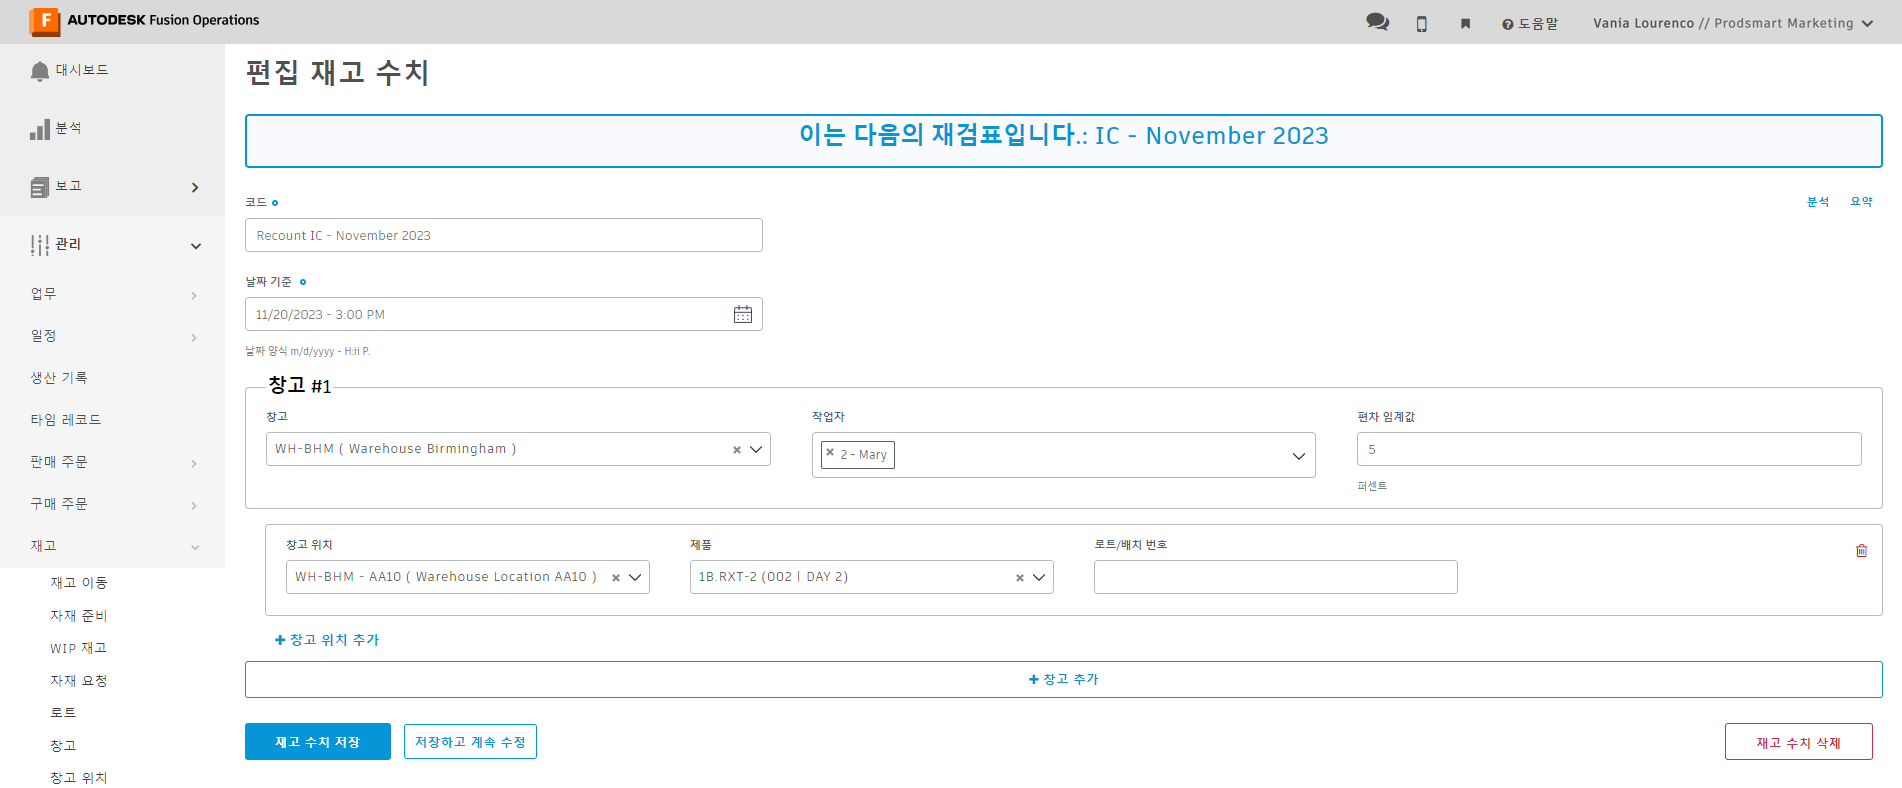 AUTODESK Fusion Operations
도움말
Vania Lourenco // Prodsmart Marketing
대시보드
분석
보고
관리
업무
일정
생산 기록
타임 레코드
판매 주문
구매 주문
재고
재고 이동
자재 준비
WIP 재고
자재 요청
로트
창고
창고 위치
편집 재고 수치
이는 다음의 재검표입니다.: IC - November 2023
코드
분석 요약
Recount IC - November 2023
날짜 기준
11/20/2023 - 3:00 PM
날짜 양식 m/d/yyyy - H:ii P.
창고 #1
창고 작업자 편차 임계값
WH-BHM ( Warehouse Birmingham ) × × 2 - Mary 5
퍼센트
창고 위치 제품 로트/배치 번호
WH-BHM - AA10 ( Warehouse Location AA10 ) × 1B.RXT-2 (002 | DAY 2) ×
+ 창고 위치 추가
+ 창고 추가
재고 수치 저장 저장하고 계속 수정 재고 수치 삭제